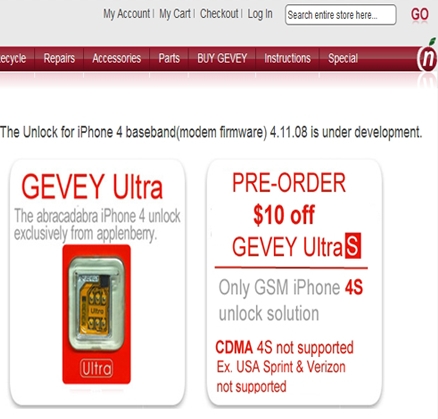 My Account | My Cart | Checkout | Log In Search entire store here... GO
ecycle Repairs Accessories Parts BUY GEVEY Instructions Special
n
The Unlock for iPhone 4 baseband(modem firmware) 4.11.08 is under development.
GEVEY Ultra
The abracadabra iPhone 4 unlock
exclusively from applenberry.
Ultra
Ultra
PRE-ORDER
$10 off
GEVEY Ultra S
Only GSM iPhone 4S
unlock solution
CDMA 4S not supported
Ex. USA Sprint & Verizon
not supported